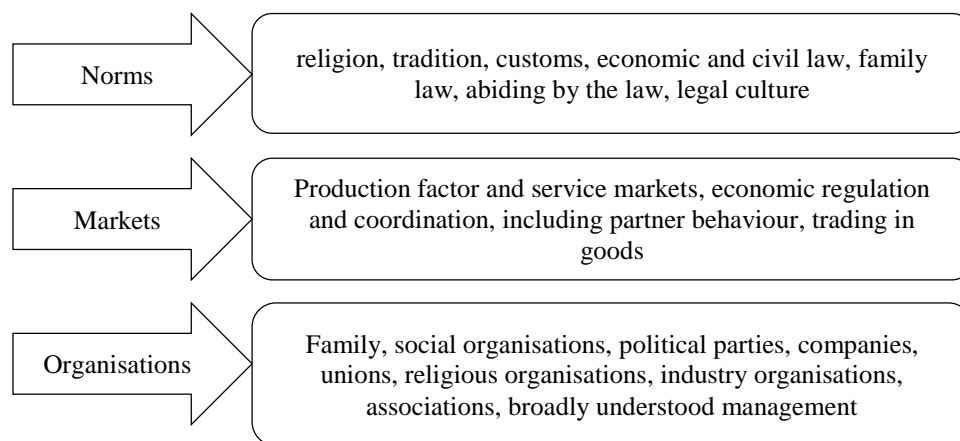 Norms
religion, tradition, customs, economic and civil law, family
law, abiding by the law, legal culture
Markets
Production factor and service markets, economic regulation
and coordination, including partner behaviour, trading in
goods
Organisations
Family, social organisations, political parties, companies,
unions, religious organisations, industry organisations,
associations, broadly understood management